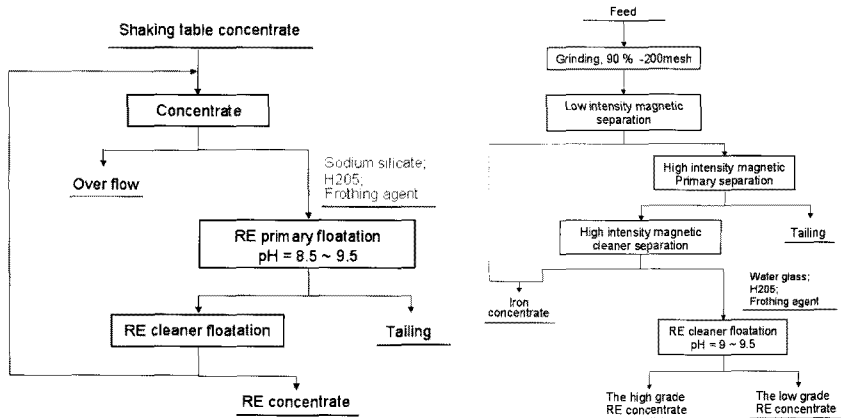 Shaking table concentrate
Concentrate
Over flow
Sodium silicate;
H205;
Frothing agent
RE primary floatation
pH = 8.5 ~ 9.5
RE cleaner floatation
Tailing
RE concentrate
Feed
Grinding, 90 % -200mesh
Low intensity magnetic
separation
High intensity magnetic
Primary separation
High intensity magnetic
cleaner separation
Tailing
Iron
concentrate
Water glass;
H205;
Frothing agent
RE cleaner floatation
pH = 9 ~ 9.5
The high grade
RE concentrate
The low grade
RE concentrate